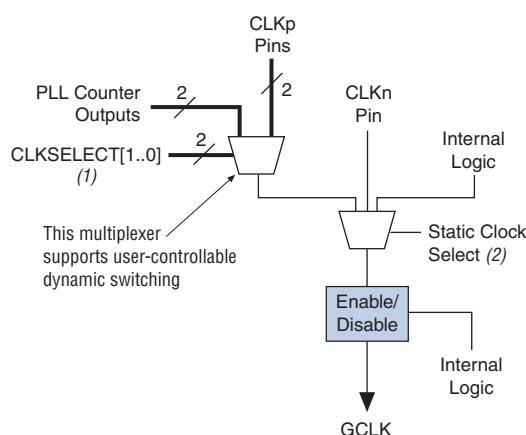 CLKp
Pins
2
PLL Counter
Outputs
2
CLKn
Pin
CLKSELECT[1..0]
(1)
2
Internal
Logic
This multiplexer
supports user-controllable
dynamic switching
Static Clock
Select (2)
Enable/
Disable
Internal
Logic
GCLK